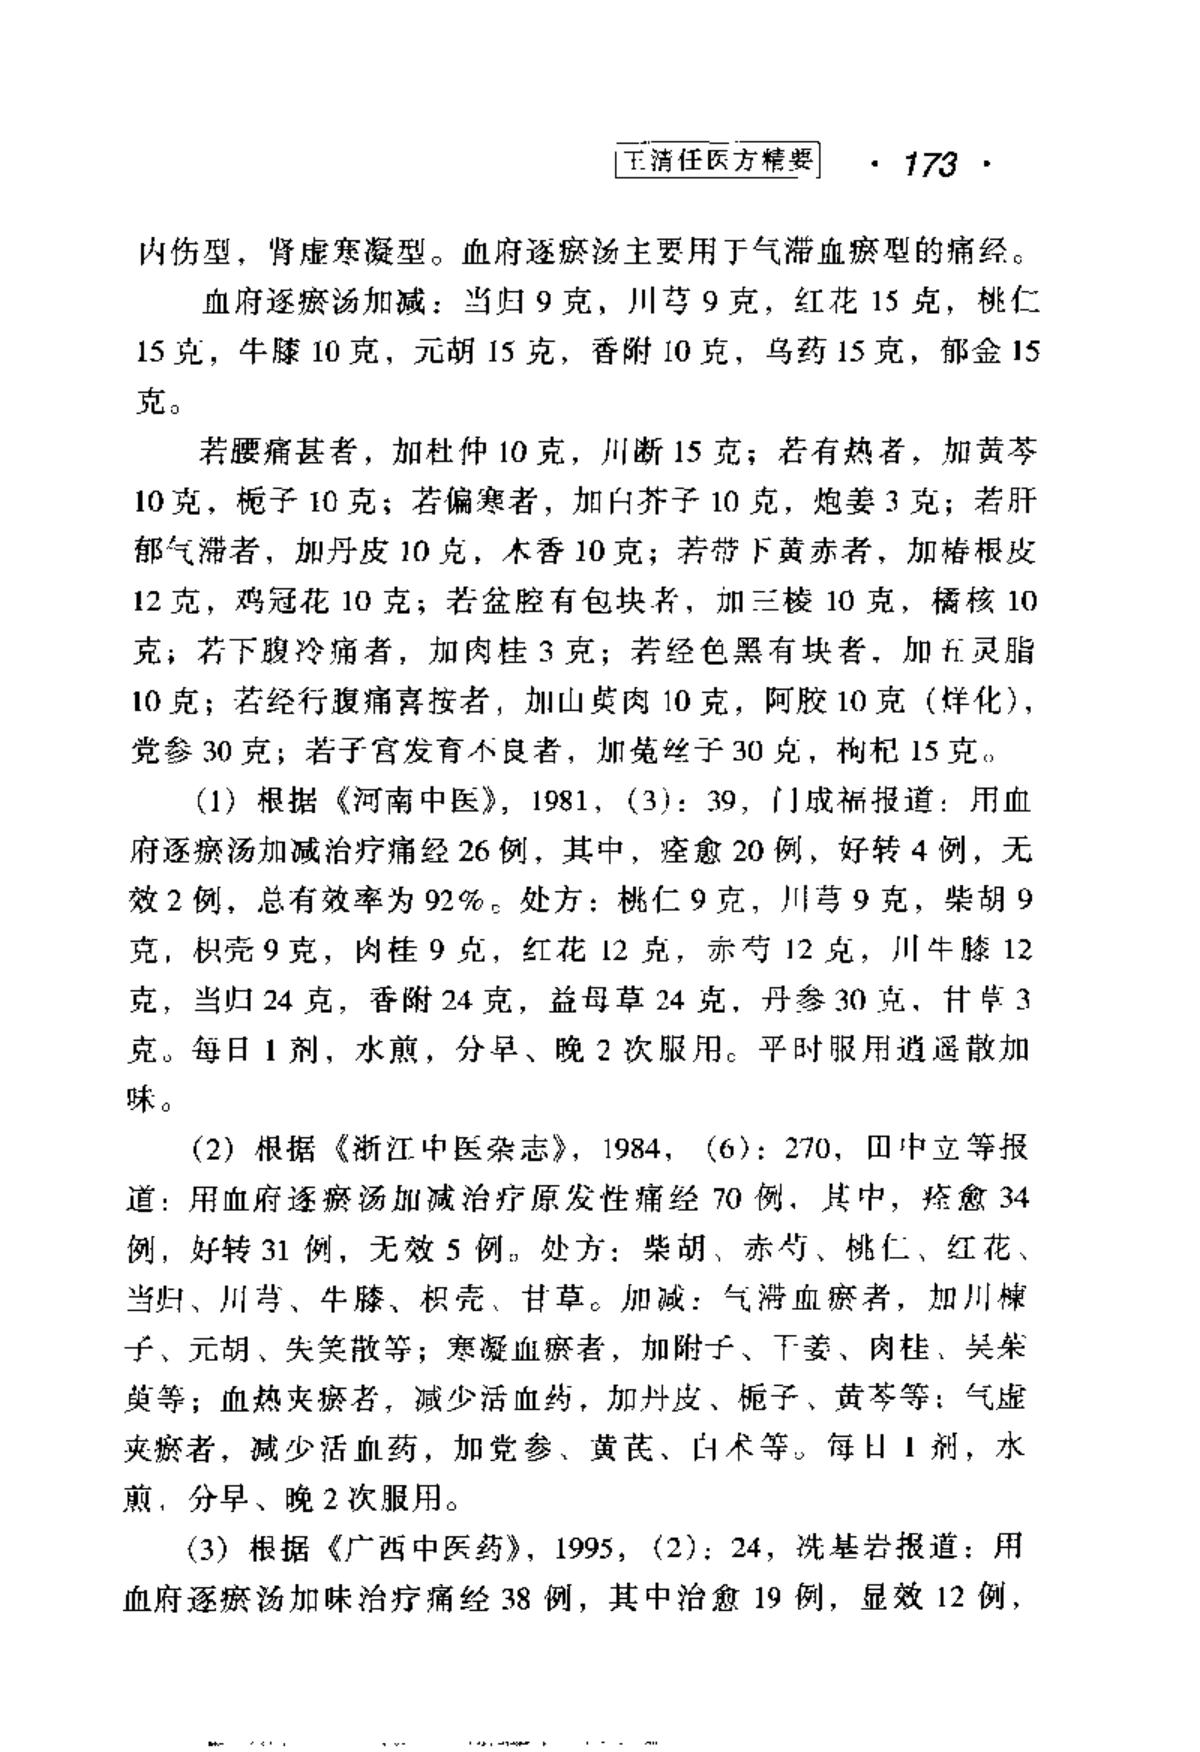 王清任医方精要 · 173 ·
内伤型，肾虚寒凝型。血府逐瘀汤主要用于气滞血瘀型的痛经。
血府逐瘀汤加减：当归 9 克，川芎 9 克，红花 15 克，桃仁
15 克，牛膝 10 克，元胡 15 克，香附 10 克，乌药 15 克，郁金 15
克。
若腰痛甚者，加杜仲 10 克，川断 15 克；若有热者，加黄芩
10 克，栀子 10 克；若偏寒者，加白芥子 10 克，炮姜 3 克；若肝
郁气滞者，加丹皮 10 克，木香 10 克；若带下黄赤者，加椿根皮
12 克，鸡冠花 10 克；若盆腔有包块者，加三棱 10 克，橘核 10
克；若下腹冷痛者，加肉桂 3 克；若经色黑有块者，加五灵脂
10 克；若经行腹痛喜按者，加山萸肉 10 克，阿胶 10 克（烊化），
党参 30 克；若子宫发育不良者，加菟丝子 30 克，枸杞 15 克。
（1）根据《河南中医》，1981，（3）：39，门成福报道：用血
府逐瘀汤加减治疗痛经 26 例，其中，痊愈 20 例，好转 4 例，无
效 2 例，总有效率为 92%。处方：桃仁 9 克，川芎 9 克，柴胡 9
克，枳壳 9 克，肉桂 9 克，红花 12 克，赤芍 12 克，川牛膝 12
克，当归 24 克，香附 24 克，益母草 24 克，丹参 30 克，甘草 3
克。每日 1 剂，水煎，分早、晚 2 次服用。平时服用逍遥散加
味。
（2）根据《浙江中医杂志》，1984，（6）：270，田中立等报
道：用血府逐瘀汤加减治疗原发性痛经 70 例，其中，痊愈 34
例，好转 31 例，无效 5 例。处方：柴胡、赤芍、桃仁、红花、
当归、川芎、牛膝、枳壳、甘草。加减：气滞血瘀者，加川楝
子、元胡、失笑散等；寒凝血瘀者，加附子、干姜、肉桂、吴茱
萸等；血热夹瘀者，减少活血药，加丹皮、栀子、黄芩等；气虚
夹瘀者，减少活血药，加党参、黄芪、白术等。每日 1 剂，水
煎，分早、晚 2 次服用。
（3）根据《广西中医药》，1995，（2）：24，冼基岩报道：用
血府逐瘀汤加味治疗痛经 38 例，其中治愈 19 例，显效 12 例，